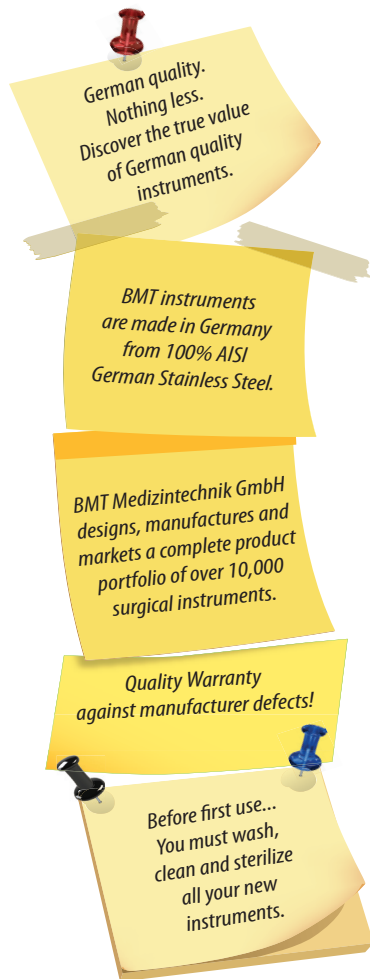 German quality.
Nothing less.
Discover the true value
of German quality
instruments.
BMT instruments
are made in Germany
from 100% AISI
German Stainless Steel.
BMT Medizintechnik GmbH
designs, manufactures and
markets a complete product
portfolio of over 10,000
surgical instruments.
Quality Warranty
against manufacturer defects!
Before first use...
You must wash,
clean and sterilize
all your new
instruments.